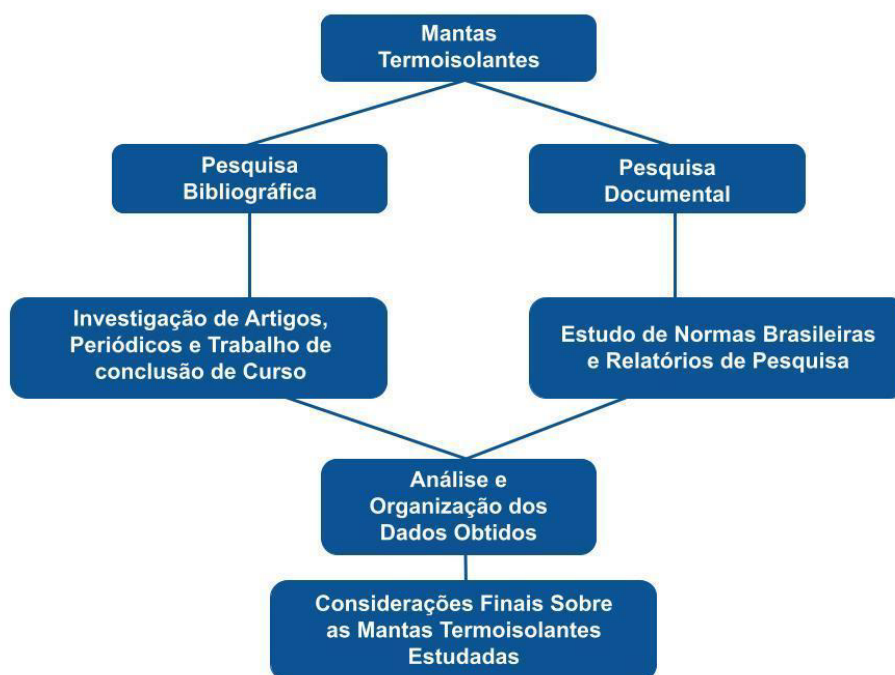 Mantas
Termoisolantes
Pesquisa
Bibliográfica
Pesquisa
Documental
Investigação de Artigos,
Periódicos e Trabalho de
conclusão de Curso
Estudo de Normas Brasileiras
e Relatórios de Pesquisa
Análise e
Organização dos
Dados Obtidos
Considerações Finais Sobre
as Mantas Termoisolantes
Estudadas